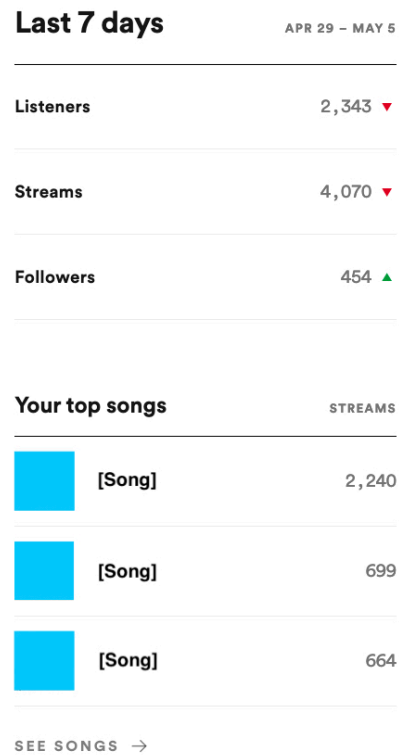 Last 7 days APR 29 – MAY 5
Listeners 2,343 ▼
Streams 4,070 ▼
Followers 454 ▲
Your top songs STREAMS
[Song] 2,240
[Song] 699
[Song] 664
SEE SONGS →